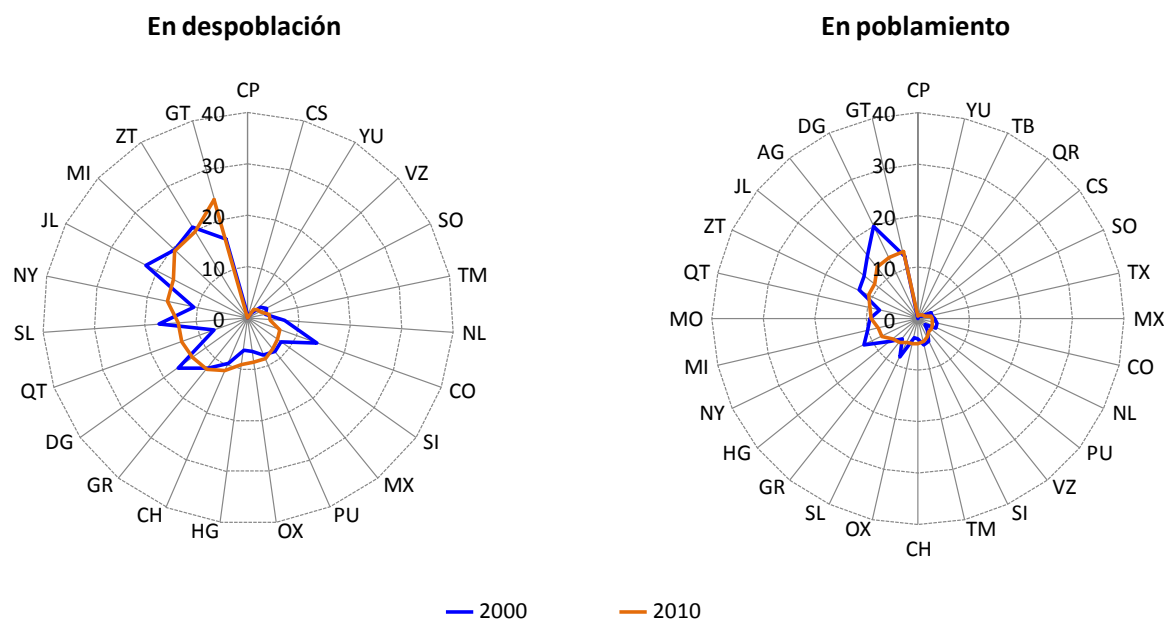 En despoblación
CP
CS
YU
VZ
SO
TM
NL
CO
SI
MX
PU
OX
HG
CH
GR
DG
QT
SL
NY
JL
MI
ZT
GT
40
30
20
10
0
En poblamiento
CP
YU
TB
QR
CS
SO
TX
MX
CO
NL
PU
VZ
SI
TM
CH
OX
SL
GR
HG
NY
MI
MO
QT
ZT
JL
AG
DG
GT
40
30
20
10
0
2000
2010